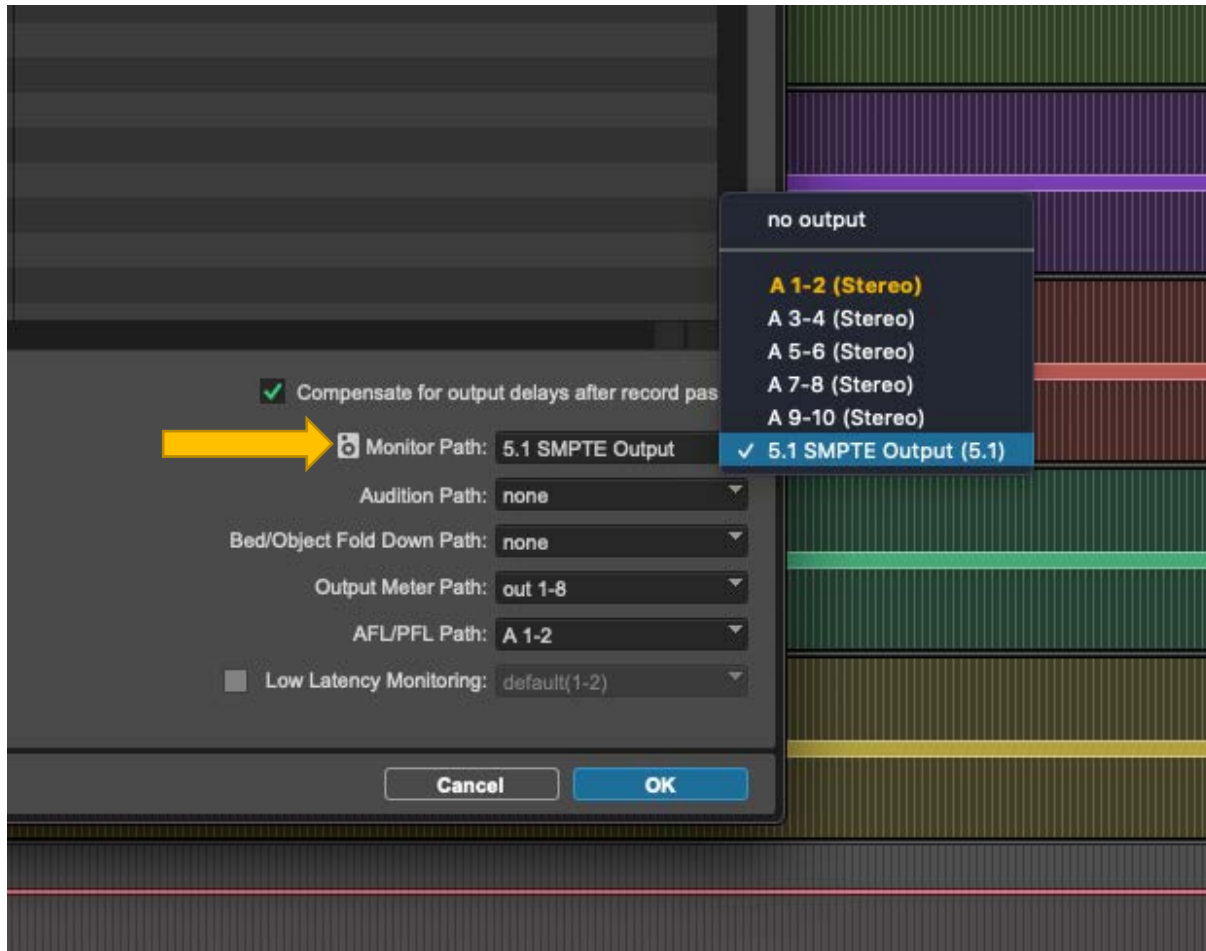 no output
A 1-2 (Stereo)
A 3-4 (Stereo)
A 5-6 (Stereo)
A 7-8 (Stereo)
A 9-10 (Stereo)
✓ 5.1 SMPTE Output (5.1)
Compensate for output delays after record pas
Monitor Path: 5.1 SMPTE Output
Audition Path: none
Bed/Object Fold Down Path: none
Output Meter Path: out 1-8
AFL/PFL Path: A 1-2
Low Latency Monitoring: default(1-2)
Cancel OK